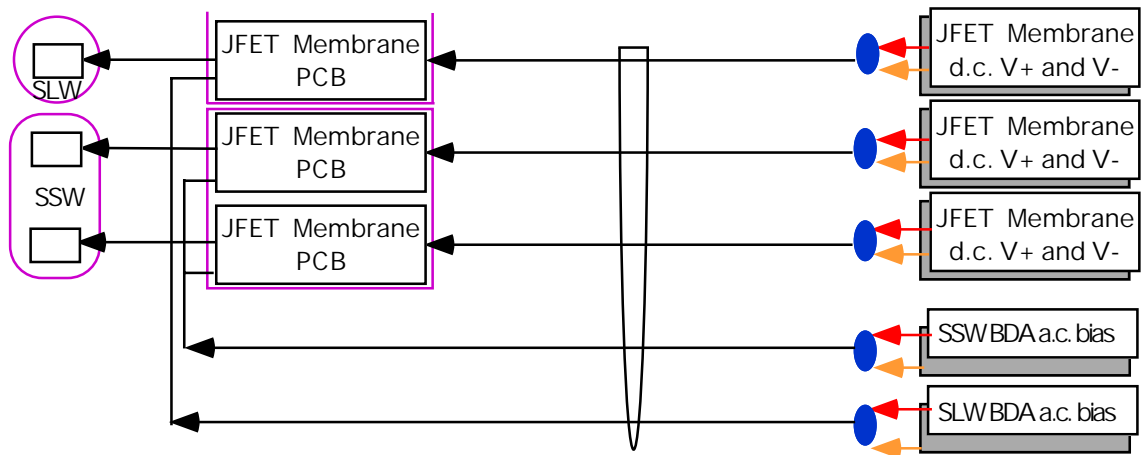 JFET Membrane
PCB
JFET Membrane
d.c. V+ and V-
SLW
JFET Membrane
PCB
JFET Membrane
d.c. V+ and V-
SSW
JFET Membrane
PCB
JFET Membrane
d.c. V+ and V-
SSW BDA a.c. bias
SLW BDA a.c. bias